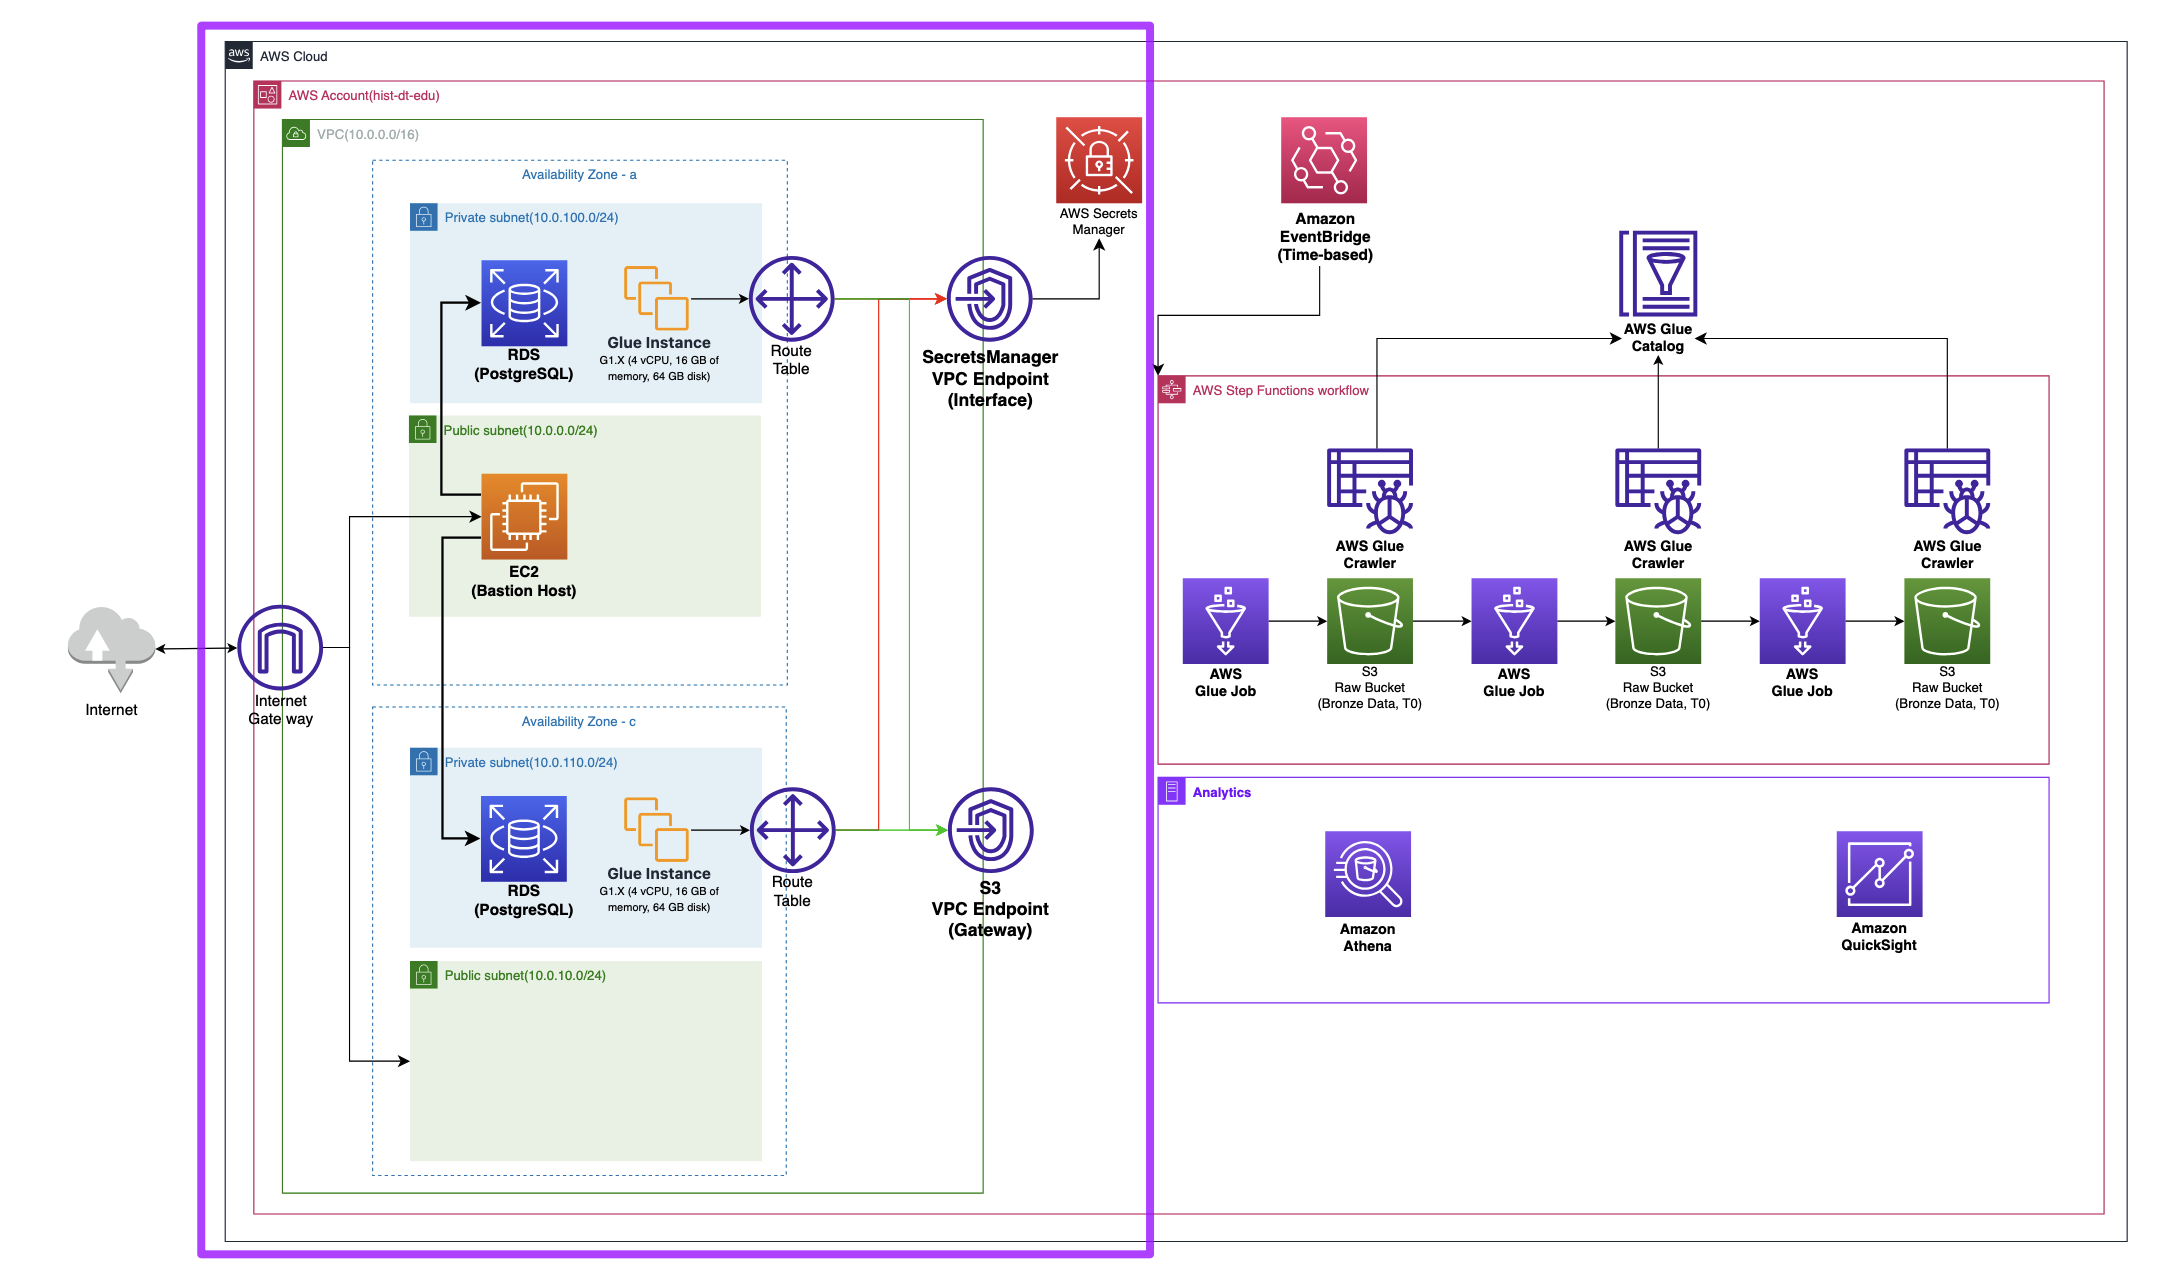 aws
AWS Cloud
AWS Account(hist-dt-edu)
VPC(10.0.0.0/16)
Availability Zone - a
Private subnet(10.0.100.0/24)
RDS
(PostgreSQL)
Glue Instance
G1.X (4 vCPU, 16 GB of
memory, 64 GB disk)
Route
Table
Public subnet(10.0.0.0/24)
EC2
(Bastion Host)
Internet
Internet
Gate way
Availability Zone - c
Private subnet(10.0.110.0/24)
RDS
(PostgreSQL)
Glue Instance
G1.X (4 vCPU, 16 GB of
memory, 64 GB disk)
Route
Table
Public subnet(10.0.10.0/24)
AWS Secrets
Manager
SecretsManager
VPC Endpoint
(Interface)
S3
VPC Endpoint
(Gateway)
Amazon
EventBridge
(Time-based)
AWS Glue
Catalog
AWS Step Functions workflow
AWS Glue
Crawler
AWS Glue
Crawler
AWS Glue
Crawler
AWS
Glue Job
S3
Raw Bucket
(Bronze Data, T0)
AWS
Glue Job
S3
Raw Bucket
(Bronze Data, T0)
AWS
Glue Job
S3
Raw Bucket
(Bronze Data, T0)
Analytics
Amazon
Athena
Amazon
QuickSight